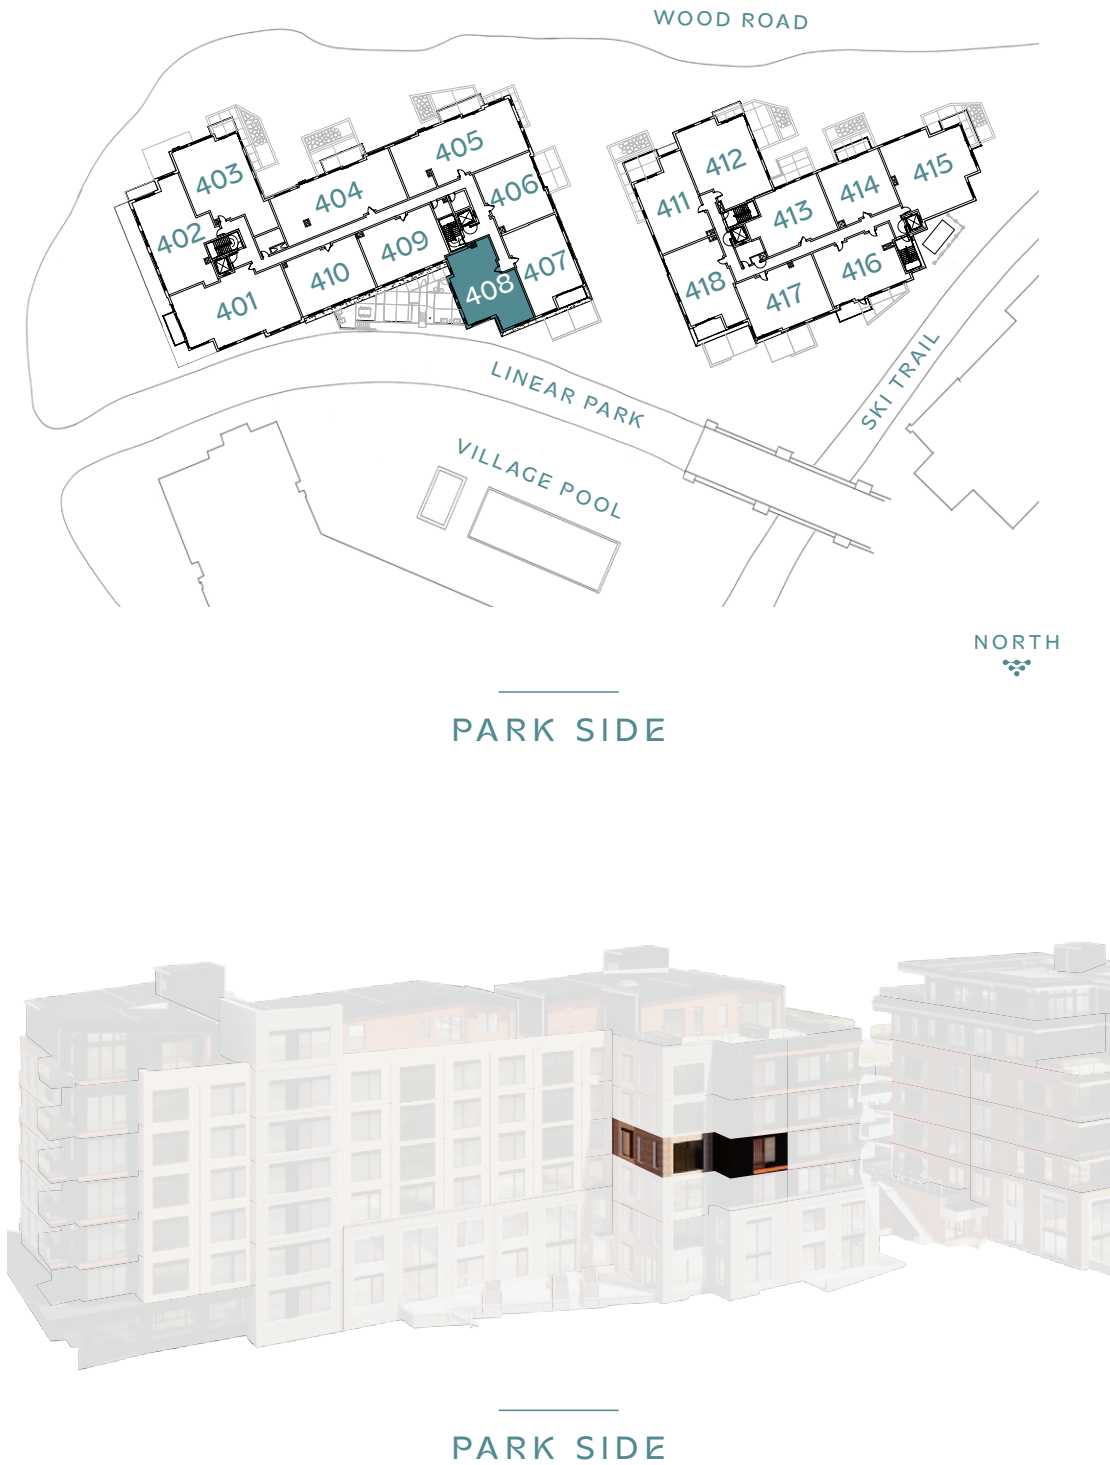 WOOD ROAD
405
412
415
403
406
414
404
411
413
402
409
416
407
410
408
418
417
401
SKI TRAIL
LINEAR PARK
VILLAGE POOL
NORTH
PARK SIDE
PARK SIDE